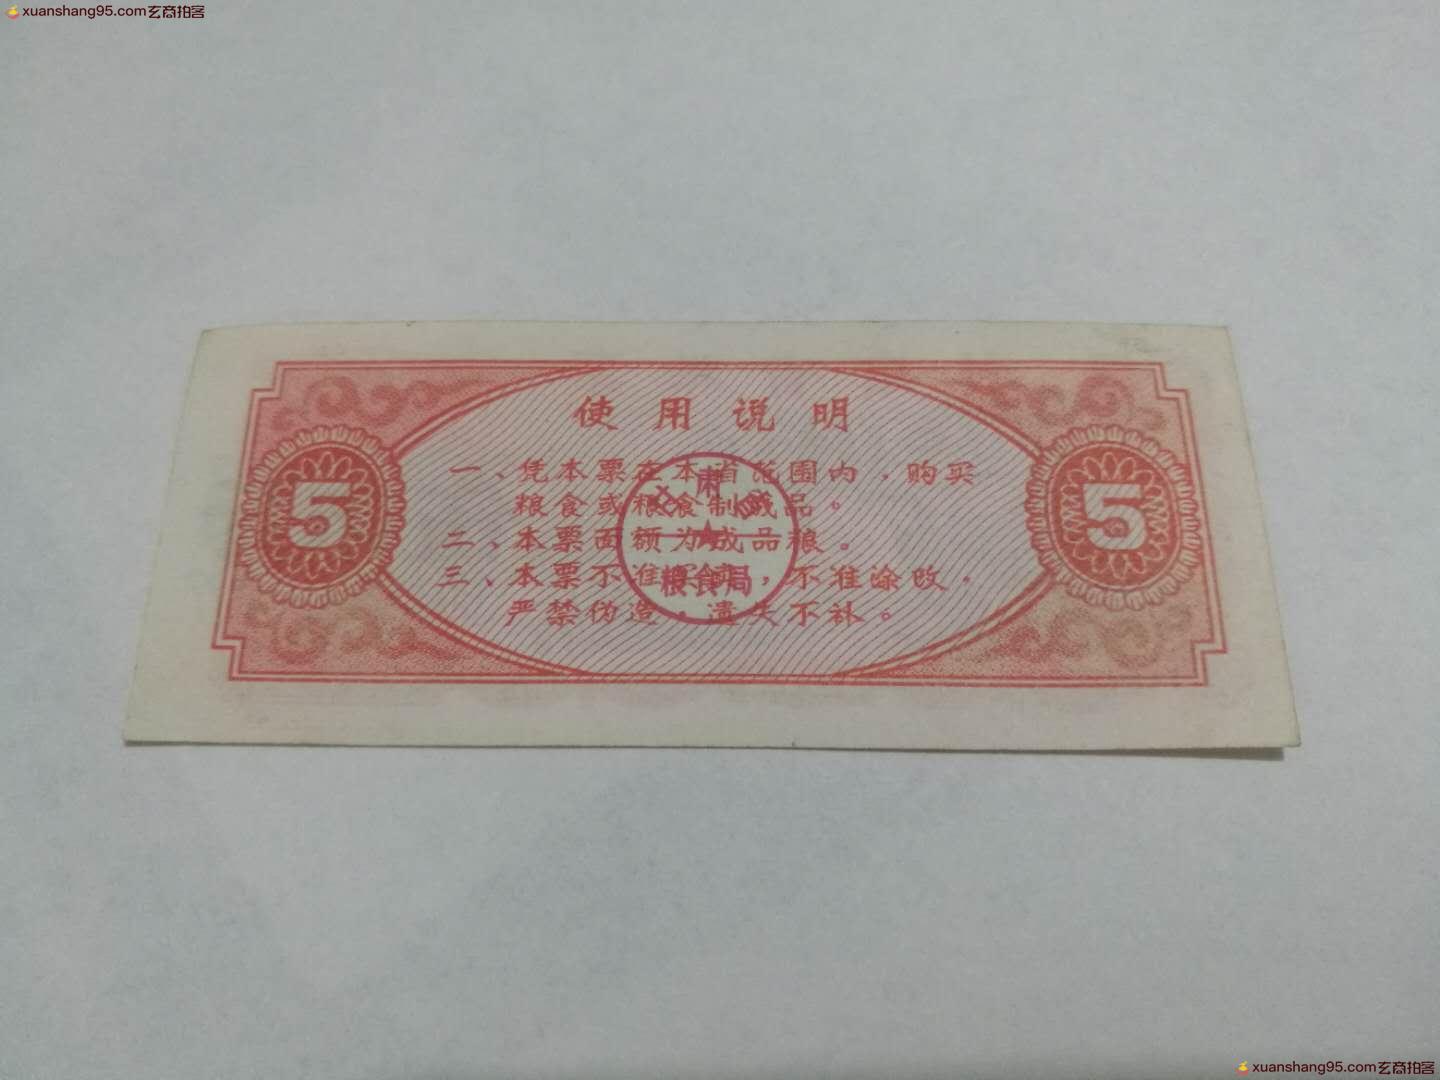 xuanshang95.com玄商拍客
使用说明
5
5
一、凭本票在本省范围内，购买
粮食或粮食制成品。
二、本票面额为成品粮。
三、本票不准买卖，不准涂改，
严禁伪造，遗失不补。
肃
粮食局
xuanshang95.com玄商拍客